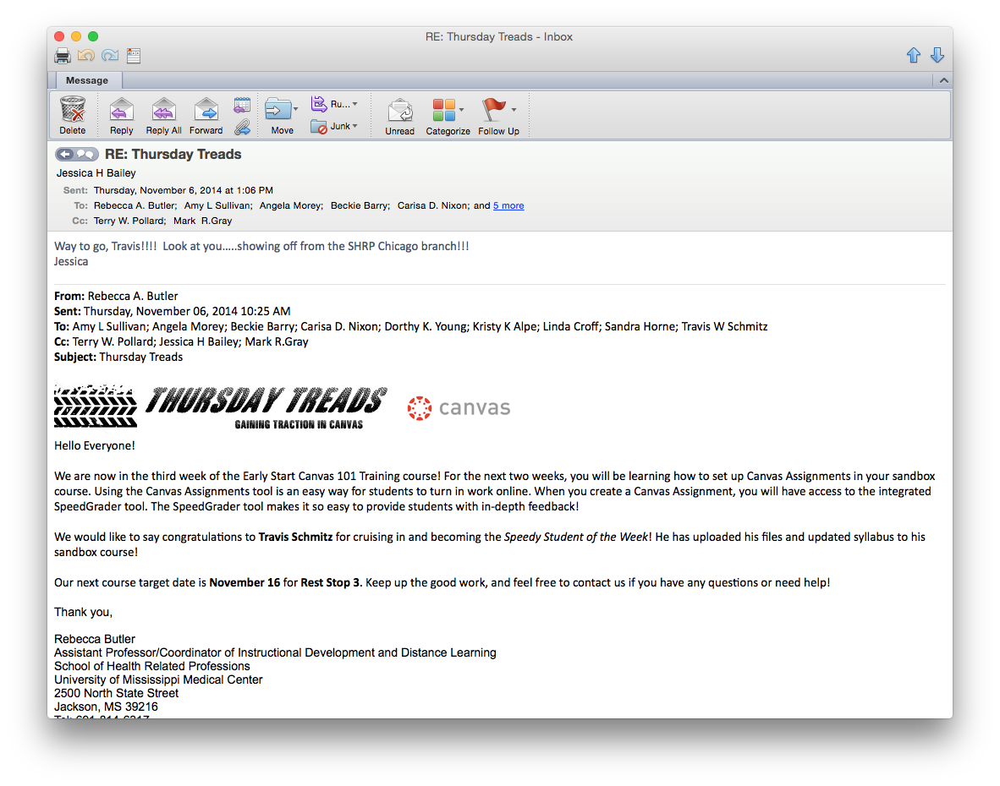 RE: Thursday Treads - Inbox
Message
Delete Reply Reply All Forward Move Ru... Junk Unread Categorize Follow Up
RE: Thursday Treads
Jessica H Bailey
Sent: Thursday, November 6, 2014 at 1:06 PM
To: Rebecca A. Butler; Amy L Sullivan; Angela Morey; Beckie Barry; Carisa D. Nixon; and 5 more
Cc: Terry W. Pollard; Mark R.Gray
Way to go, Travis!!!! Look at you.....showing off from the SHRP Chicago branch!!!
Jessica
From: Rebecca A. Butler
Sent: Thursday, November 06, 2014 10:25 AM
To: Amy L Sullivan; Angela Morey; Beckie Barry; Carisa D. Nixon; Dorthy K. Young; Kristy K Alpe; Linda Croff; Sandra Horne; Travis W Schmitz
Cc: Terry W. Pollard; Jessica H Bailey; Mark R.Gray
Subject: Thursday Treads
THURSDAY TREADS canvas
GAINING TRACTION IN CANVAS
Hello Everyone!
We are now in the third week of the Early Start Canvas 101 Training course! For the next two weeks, you will be learning how to set up Canvas Assignments in your sandbox
course. Using the Canvas Assignments tool is an easy way for students to turn in work online. When you create a Canvas Assignment, you will have access to the integrated
SpeedGrader tool. The SpeedGrader tool makes it so easy to provide students with in-depth feedback!
We would like to say congratulations to Travis Schmitz for cruising in and becoming the Speedy Student of the Week! He has uploaded his files and updated syllabus to his
sandbox course!
Our next course target date is November 16 for Rest Stop 3. Keep up the good work, and feel free to contact us if you have any questions or need help!
Thank you,
Rebecca Butler
Assistant Professor/Coordinator of Instructional Development and Distance Learning
School of Health Related Professions
University of Mississippi Medical Center
2500 North State Street
Jackson, MS 39216